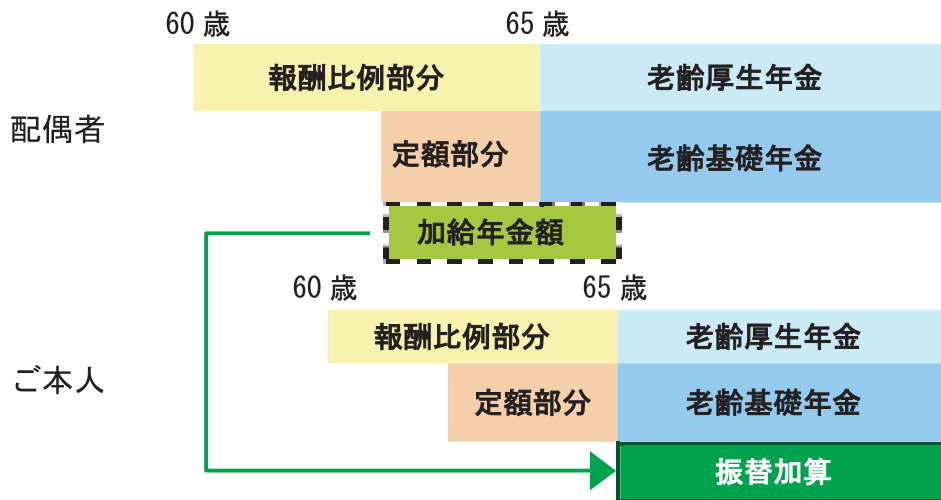 60 歳
65 歳
配偶者
報酬比例部分
老齢厚生年金
定額部分
老齢基礎年金
加給年金額
60 歳
65 歳
ご本人
報酬比例部分
老齢厚生年金
定額部分
老齢基礎年金
振替加算